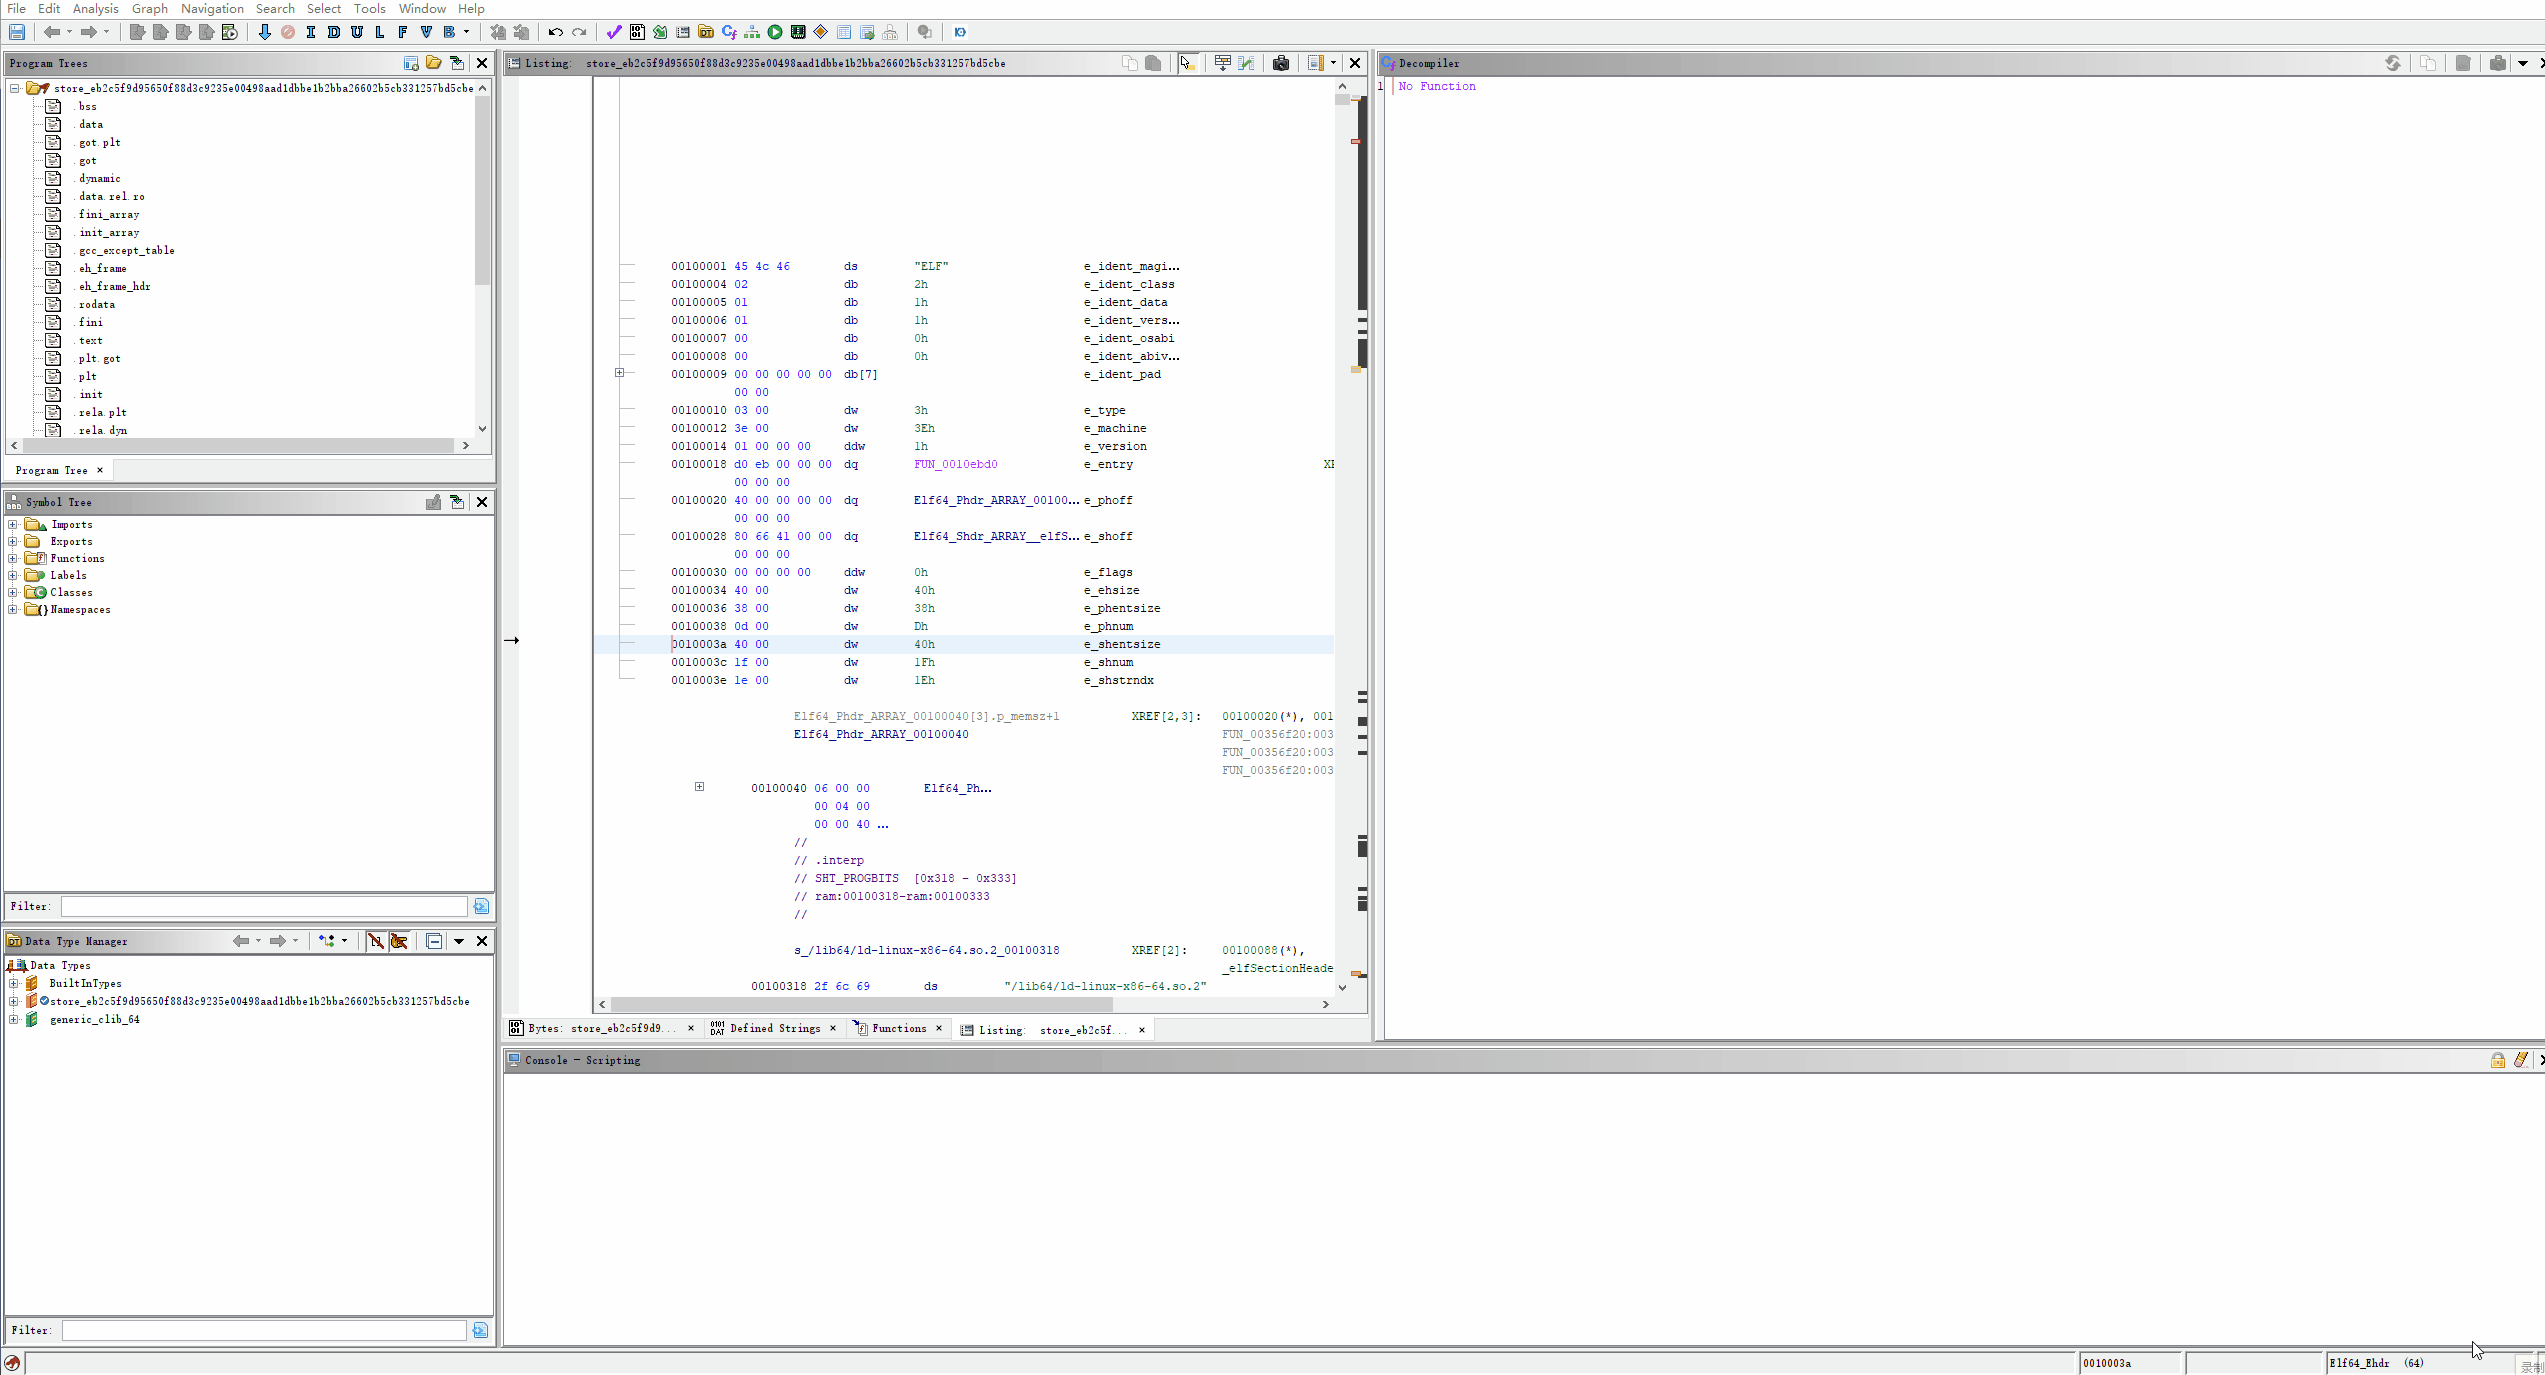 File Edit Analysis Graph Navigation Search Select Tools Window Help
I D U L F V B
Program Trees
store_eb2c5f9d95650f88d3c9235e00498aad1dbbe1b2bba26602b5cb331257bd5cbe
.bss
.data
.got.plt
.got
.dynamic
.data.rel.ro
.fini_array
.init_array
.gcc_except_table
.eh_frame
.eh_frame_hdr
.rodata
.fini
.text
.plt.got
.plt
.init
.rela.plt
.rela.dyn
Program Tree ×
Symbol Tree
Imports
Exports
Functions
Labels
Classes
Namespaces
Filter:
Data Type Manager
Data Types
BuiltInTypes
store_eb2c5f9d95650f88d3c9235e00498aad1dbbe1b2bba26602b5cb331257bd5cbe
generic_clib_64
Filter:
Listing: store_eb2c5f9d95650f88d3c9235e00498aad1dbbe1b2bba26602b5cb331257bd5cbe
00100001 45 4c 46 ds "ELF" e_ident_magi...
00100004 02 db 2h e_ident_class
00100005 01 db 1h e_ident_data
00100006 01 db 1h e_ident_vers...
00100007 00 db 0h e_ident_osabi
00100008 00 db 0h e_ident_abiv...
00100009 00 00 00 00 00 db[7] e_ident_pad
00 00
00100010 03 00 dw 3h e_type
00100012 3e 00 dw 3Eh e_machine
00100014 01 00 00 00 ddw 1h e_version
00100018 d0 eb 00 00 00 dq FUN_0010ebd0 e_entry
00 00 00
00100020 40 00 00 00 00 dq Elf64_Phdr_ARRAY_00100... e_phoff
00 00 00
00100028 80 66 41 00 00 dq Elf64_Shdr_ARRAY__elfS... e_shoff
00 00 00
00100030 00 00 00 00 ddw 0h e_flags
00100034 40 00 dw 40h e_ehsize
00100036 38 00 dw 38h e_phentsize
00100038 0d 00 dw Dh e_phnum
0010003a 40 00 dw 40h e_shentsize
0010003c 1f 00 dw 1Fh e_shnum
0010003e 1e 00 dw 1Eh e_shstrndx
Elf64_Phdr_ARRAY_00100040[3].p_memsz+1 XREF[2,3]: 00100020(*), 001
Elf64_Phdr_ARRAY_00100040 FUN_00356f20:003
FUN_00356f20:003
FUN_00356f20:003
00100040 06 00 00 Elf64_Ph...
00 04 00
00 00 40 ...
//
// .interp
// SHT_PROGBITS [0x318 - 0x333]
// ram:00100318-ram:00100333
//
s_/lib64/ld-linux-x86-64.so.2_00100318 XREF[2]: 00100088(*),
_elfSectionHeade
00100318 2f 6c 69 ds "/lib64/ld-linux-x86-64.so.2"
Bytes: store_eb2c5f9d9... × Defined Strings × Functions × Listing: store_eb2c5f... ×
Decompiler
1 No Function
Console - Scripting
0010003a Elf64_Ehdr (64)